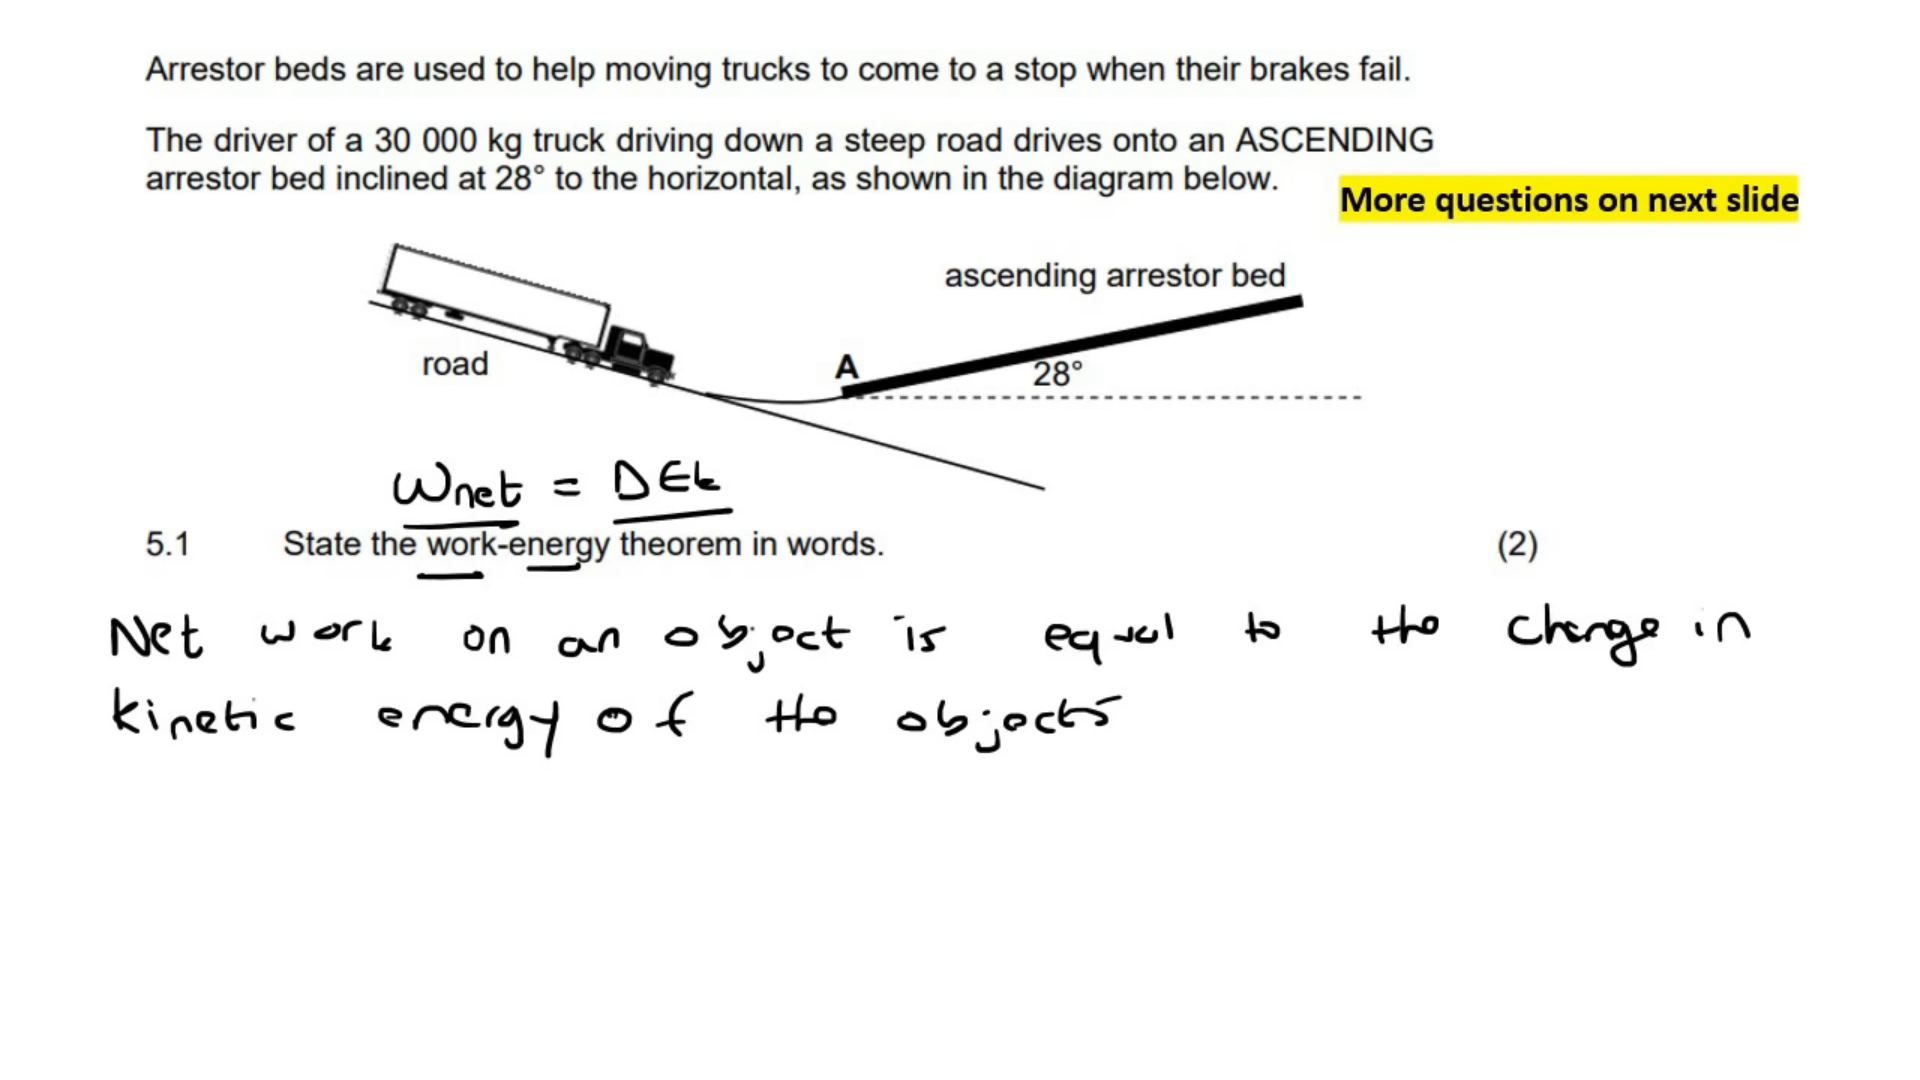 Arrestor beds are used to help moving trucks to come to a stop when their brakes fail.
The driver of a 30 000 kg truck driving down a steep road drives onto an ASCENDING
arrestor bed inclined at 28° to the horizontal, as shown in the diagram below.
More questions on next slide
ascending arrestor bed
road
A
28°
Wnet = ΔEk
5.1 State the work-energy theorem in words. (2)
Net work on an object is equal to the change in
kinetic energy of the objects